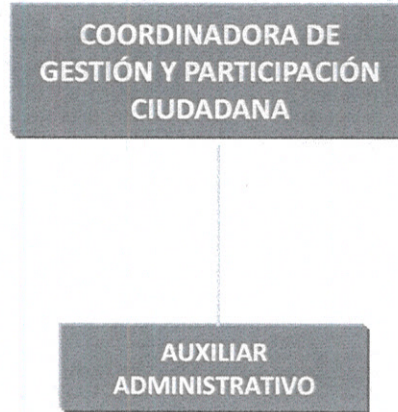 COORDINADORA DE
GESTIÓN Y PARTICIPACIÓN
CIUDADANA
AUXILIAR
ADMINISTRATIVO